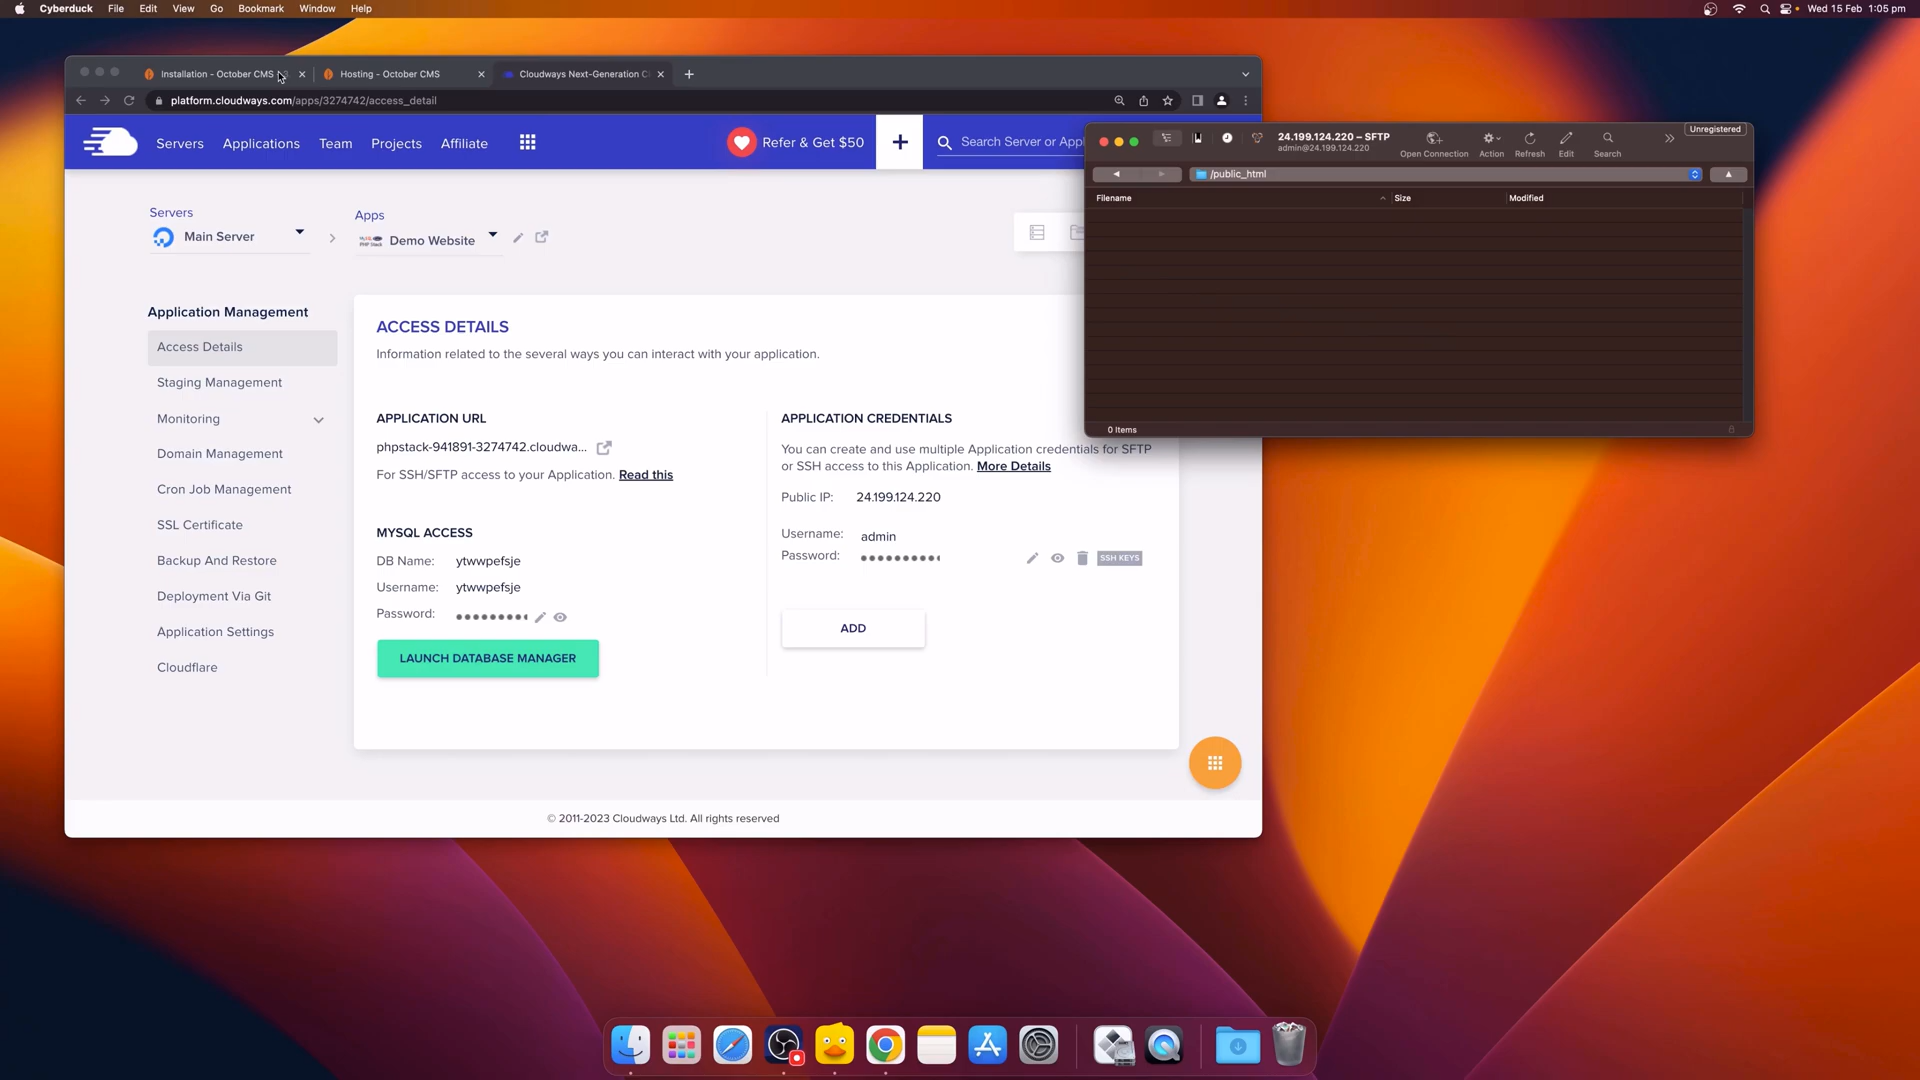 Cyberduck File Edit View Go Bookmark Window Help
Wed 15 Feb 1:05 pm
Installation - October CMS
Hosting - October CMS
Cloudways Next-Generation C
platform.cloudways.com/apps/3274742/access_detail
Servers Applications Team Projects Affiliate
Refer & Get $50
+
Search Server or Appl
Unregistered
24.199.124.220 – SFTP
admin@24.199.124.220
Open Connection Action Refresh Edit Search
/public_html
Filename Size Modified
0 Items
Servers
Main Server
Apps
Demo Website
Application Management
Access Details
Staging Management
Monitoring
Domain Management
Cron Job Management
SSL Certificate
Backup And Restore
Deployment Via Git
Application Settings
Cloudflare
ACCESS DETAILS
Information related to the several ways you can interact with your application.
APPLICATION URL
phpstack-941891-3274742.cloudwa...
For SSH/SFTP access to your Application. Read this
MYSQL ACCESS
DB Name: ytwwpefsje
Username: ytwwpefsje
Password:
LAUNCH DATABASE MANAGER
APPLICATION CREDENTIALS
You can create and use multiple Application credentials for SFTP
or SSH access to this Application. More Details
Public IP: 24.199.124.220
Username: admin
Password:
SSH KEYS
ADD
© 2011-2023 Cloudways Ltd. All rights reserved